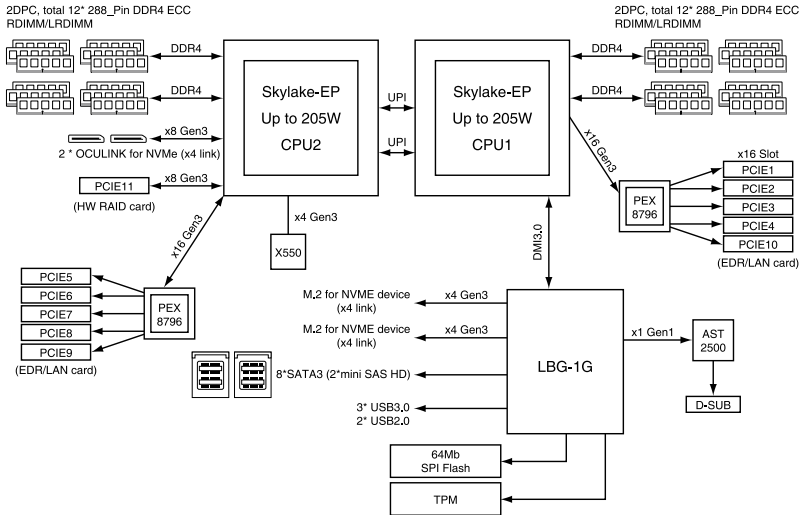 2DPC, total 12* 288_Pin DDR4 ECC
RDIMM/LRDIMM
2DPC, total 12* 288_Pin DDR4 ECC
RDIMM/LRDIMM
DDR4
DDR4
Skylake-EP
Up to 205W
CPU2
UPI
UPI
Skylake-EP
Up to 205W
CPU1
DDR4
DDR4
x8 Gen3
2 * OCULINK for NVMe (x4 link)
PCIE11
x8 Gen3
(HW RAID card)
x16 Gen3
x4 Gen3
X550
x16 Gen3
x16 Slot
PCIE1
PCIE2
PCIE3
PCIE4
PCIE10
(EDR/LAN card)
PEX
8796
DMI3.0
PCIE5
PCIE6
PCIE7
PCIE8
PCIE9
(EDR/LAN card)
PEX
8796
M.2 for NVME device
(x4 link)
x4 Gen3
M.2 for NVME device
(x4 link)
x4 Gen3
8*SATA3 (2*mini SAS HD)
3* USB3.0
2* USB2.0
LBG-1G
x1 Gen1
AST
2500
D-SUB
64Mb
SPI Flash
TPM